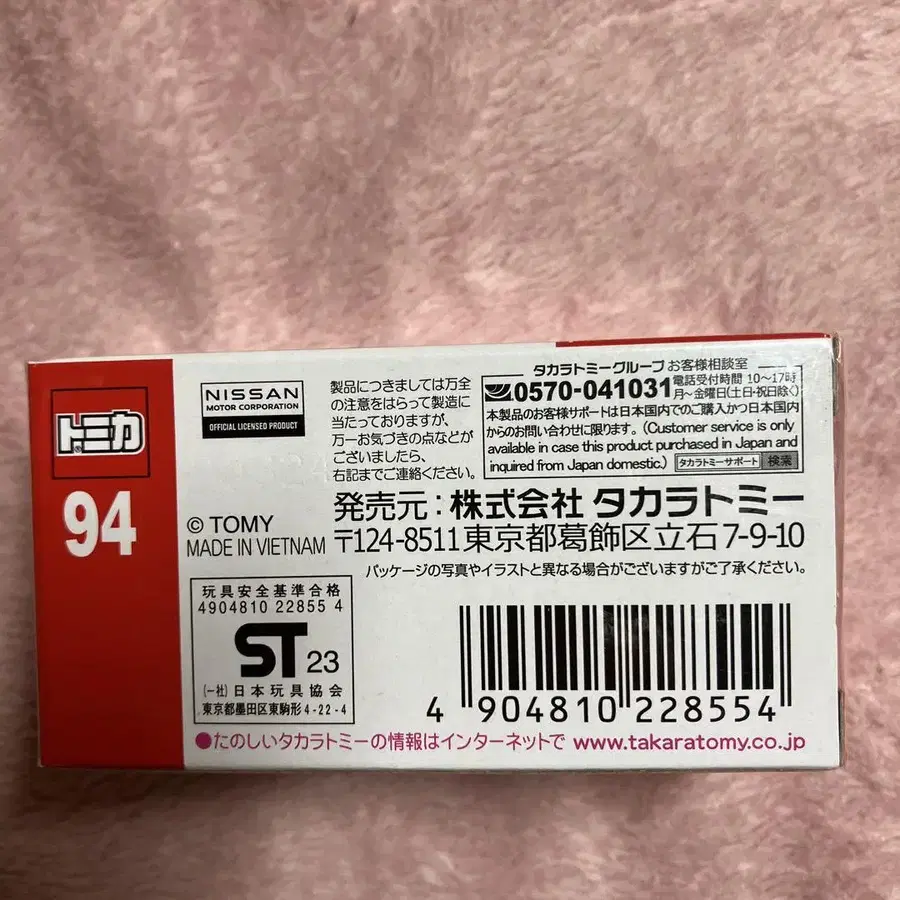 トミカ
94
NISSAN
MOTOR CORPORATION
OFFICIAL LICENSED PRODUCT
© TOMY
MADE IN VIETNAM
製品につきましては万全
の注意をはらって製造に
当たっておりますが、
万一お気づきの点などが
ございましたら、
右記までご連絡ください。
タカラトミーグループ お客様相談室
0570-041031 電話受付時間 10〜17時
月〜金曜日(土日・祝日除く)
本製品のお客様サポートは日本国内でのご購入かつ日本国内
からのお問い合わせに限ります。(Customer service is only
available in case this product purchased in Japan and
inquired from Japan domestic.) タカラトミーサポート 検索
発売元:株式会社 タカラトミー
〒124-8511 東京都葛飾区立石7-9-10
パッケージの写真やイラストと異なる場合がございますがご了承ください。
玩具安全基準合格
4904810 22855 4
ST 23
(一社)日本玩具協会
東京都墨田区東駒形4-22-4
4 904810 228554
●たのしいタカラトミーの情報はインターネットで www.takaratomy.co.jp